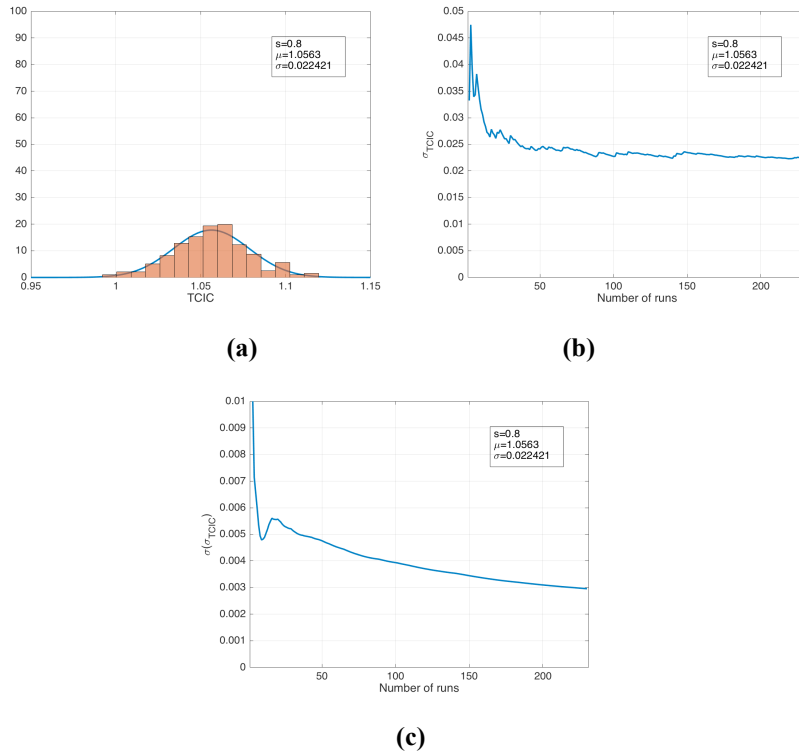 100
90
80
70
60
50
40
30
20
10
0
0.95
1
1.05
1.1
1.15
TCIC
s=0.8
μ=1.0563
σ=0.022421
(a)
0.05
0.045
0.04
0.035
0.03
0.025
0.02
0.015
0.01
0.005
0
σTCIC
50
100
150
200
Number of runs
s=0.8
μ=1.0563
σ=0.022421
(b)
0.01
0.009
0.008
0.007
0.006
0.005
0.004
0.003
0.002
0.001
0
σ(σTCIC)
50
100
150
200
Number of runs
s=0.8
μ=1.0563
σ=0.022421
(c)